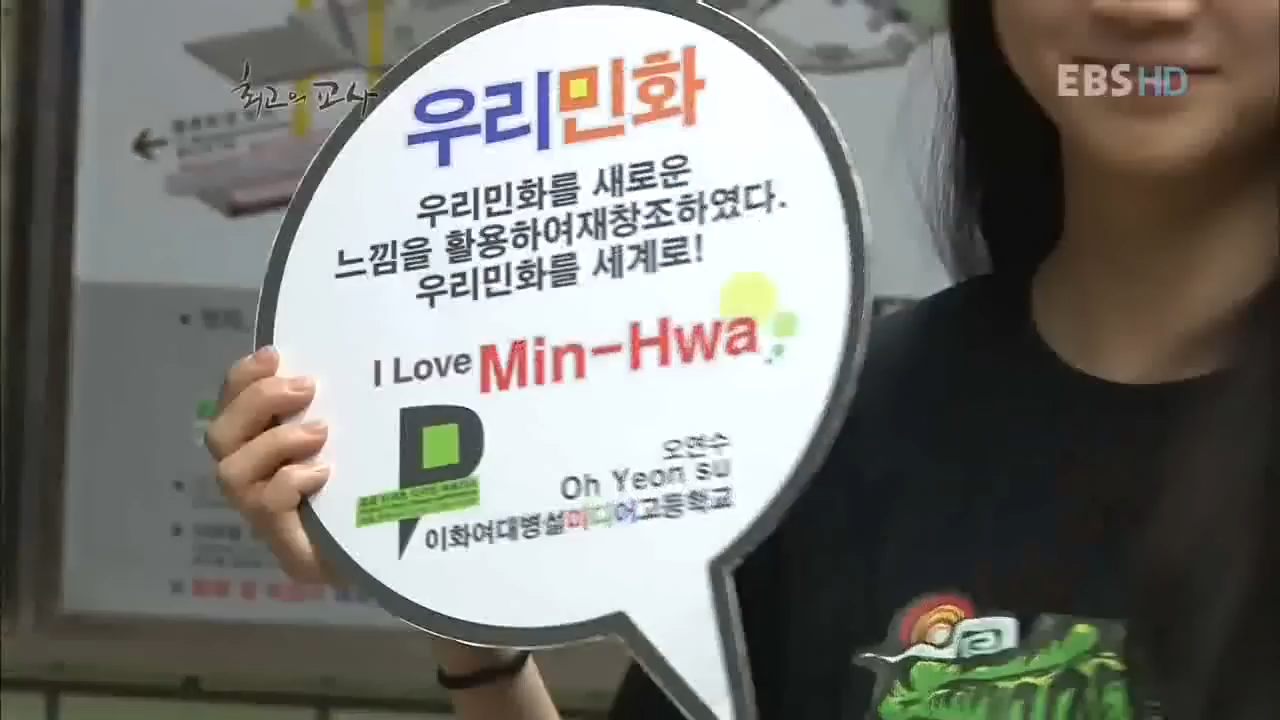 최고의 교사
EBS HD
우리민화
우리민화를 새로운
느낌을 활용하여재창조하였다.
우리민화를 세계로!
I Love Min-Hwa
P
오연수
Oh Yeon su
이화여대병설미디어고등학교